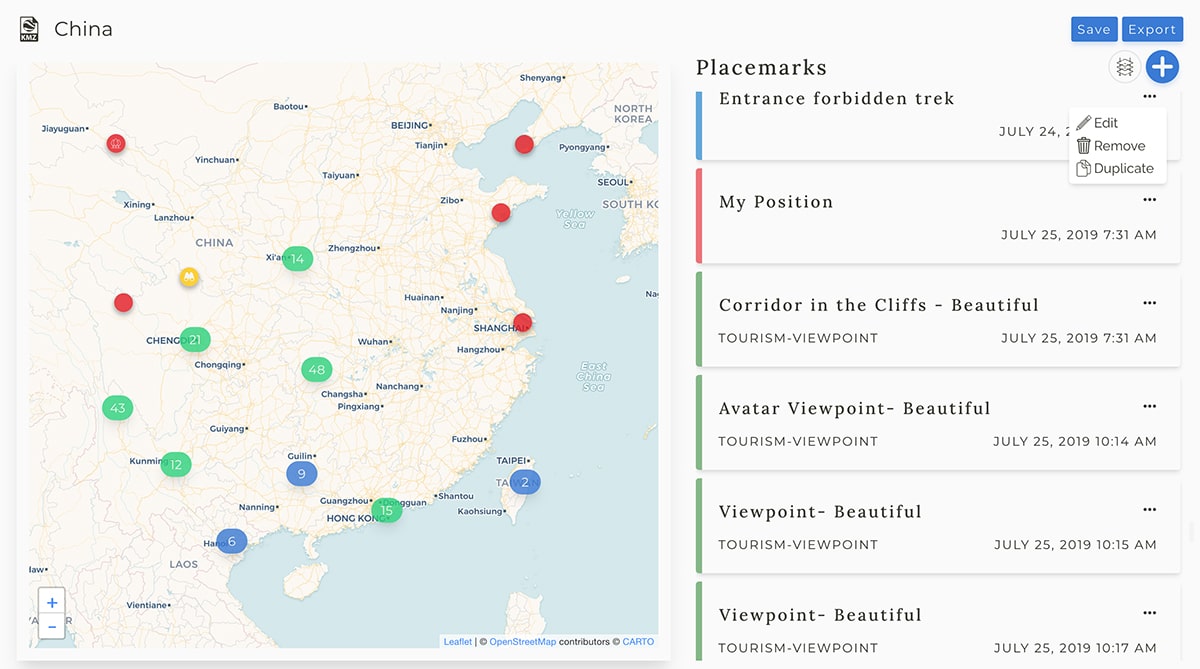 KMZ
China
Save
Export
Shenyang
Baotou
NORTH
KOREA
Jiayuguan
BEIJING
Tianjin
Pyongyang
Yinchuan
Taiyuan
SEOUL
Xining
Zibo
SOUTH KO
Lanzhou
Yellow
Sea
CHINA
Zhengzhou
Xi'an
14
Huainan
Nanjing
SHANGHAI
CHENGD
21
Wuhan
Hangzhou
Chongqing
48
East
China
Sea
Nanchang
Changsha
Pingxiang
43
Guiyang
Fuzhou
Guilin
TAIPEI
Kunming
12
9
TA
2
Shantou
Guangzhou
Dongguan
Nanning
15
Kaohsiung
HONG KONG
Ha
6
LAOS
Vientiane
+
−
Leaflet | © OpenStreetMap contributors © CARTO
Placemarks
+
Entrance forbidden trek
JULY 24, 2
Edit
Remove
Duplicate
My Position
JULY 25, 2019 7:31 AM
Corridor in the Cliffs - Beautiful
TOURISM-VIEWPOINT JULY 25, 2019 7:31 AM
Avatar Viewpoint- Beautiful
TOURISM-VIEWPOINT JULY 25, 2019 10:14 AM
Viewpoint- Beautiful
TOURISM-VIEWPOINT JULY 25, 2019 10:15 AM
Viewpoint- Beautiful
TOURISM-VIEWPOINT JULY 25, 2019 10:17 AM